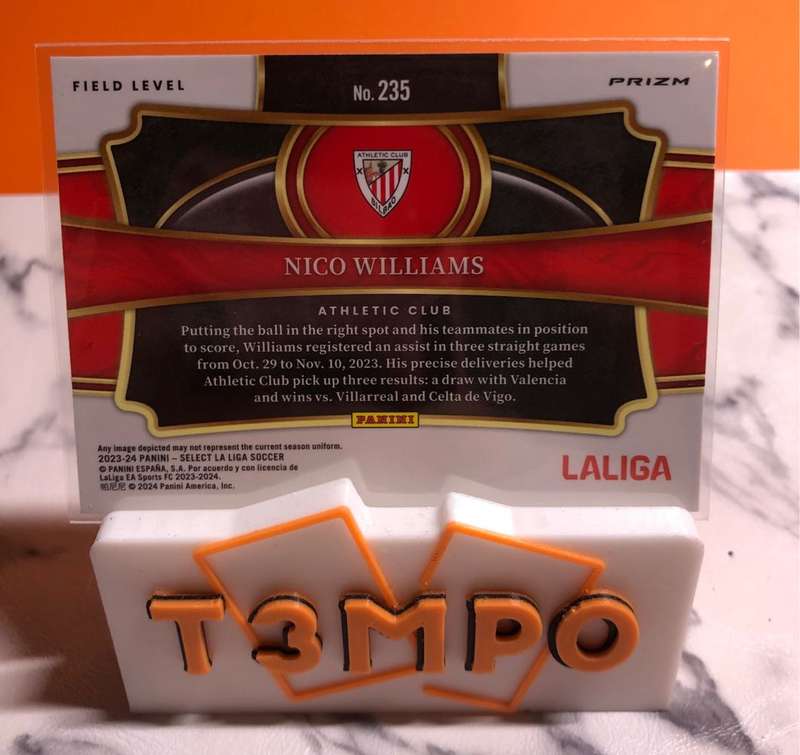 FIELD LEVEL
No. 235
PRIZM
ATHLETIC CLUB
BILBAO
NICO WILLIAMS
ATHLETIC CLUB
Putting the ball in the right spot and his teammates in position
to score, Williams registered an assist in three straight games
from Oct. 29 to Nov. 10, 2023. His precise deliveries helped
Athletic Club pick up three results: a draw with Valencia
and wins vs. Villarreal and Celta de Vigo.
PANINI
Any image depicted may not represent the current season uniform.
2023-24 PANINI – SELECT LA LIGA SOCCER
© PANINI ESPAÑA, S.A. Por acuerdo y con licencia de
LaLiga EA Sports FC 2023-2024.
帕尼尼 © 2024 Panini America, Inc.
LALIGA
T3MPO